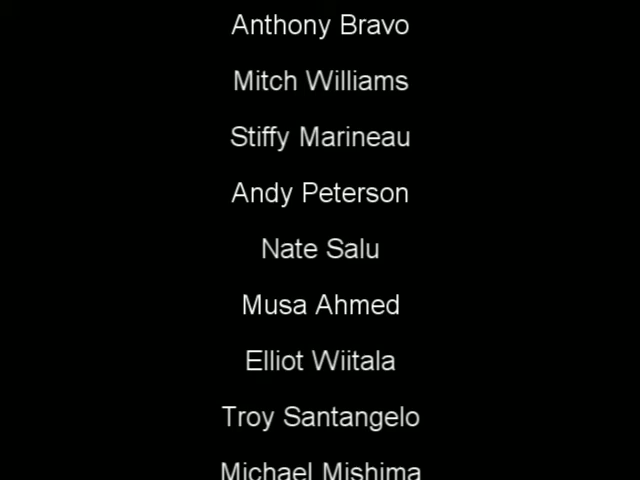 Anthony Bravo
Mitch Williams
Stiffy Marineau
Andy Peterson
Nate Salu
Musa Ahmed
Elliot Wiitala
Troy Santangelo
Michael Mishima